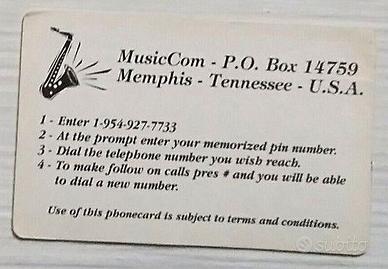 MusicCom - P.O. Box 14759
Memphis - Tennessee - U.S.A.
1 - Enter 1-954-927-7733
2 - At the prompt enter your memorized pin number.
3 - Dial the telephone number you wish reach.
4 - To make follow on calls pres # and you will be able
to dial a new number.
Use of this phonecard is subject to terms and conditions.
subito